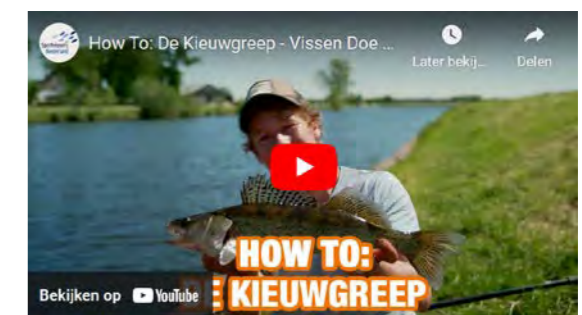 How To: De Kieuwgreep - Vissen Doe ...
Later bekij...
Delen
HOW TO:
E KIEUWGREEP
Bekijken op YouTube